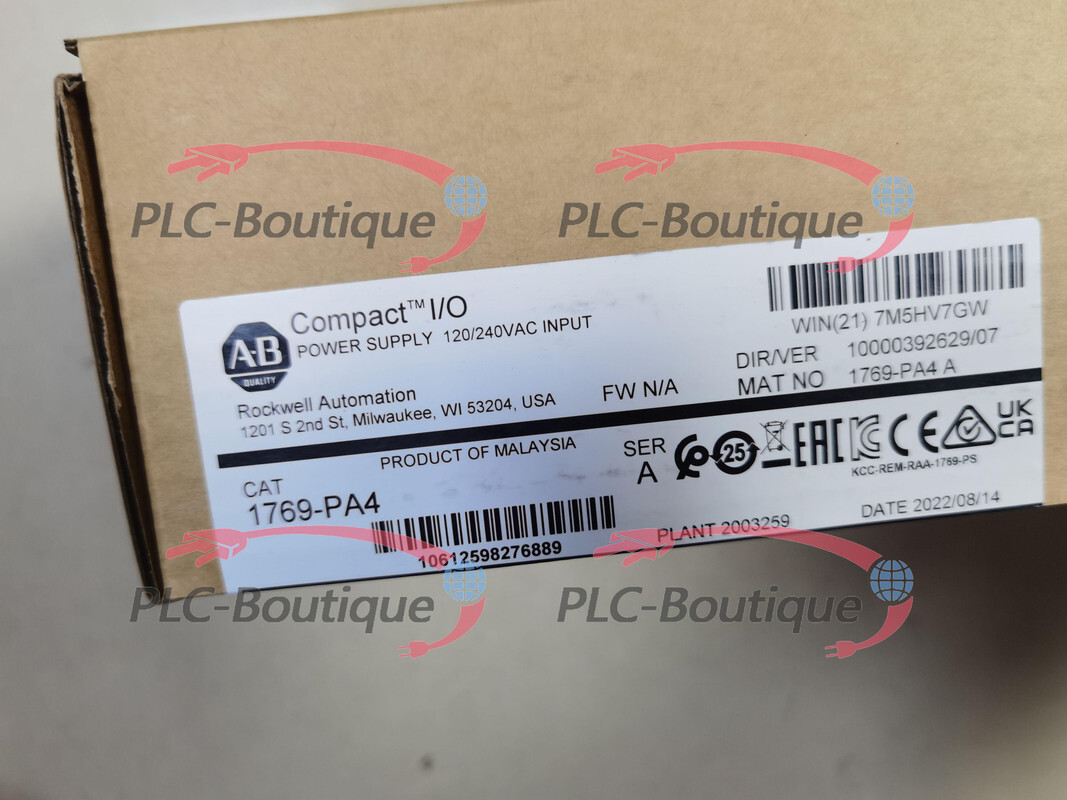 PLC-Boutique
PLC-Boutique
Compact™ I/O
POWER SUPPLY 120/240VAC INPUT
A-B
QUALITY
Rockwell Automation
1201 S 2nd St, Milwaukee, WI 53204, USA
FW N/A
WIN(21) 7M5HV7GW
DIR/VER 10000392629/07
MAT NO 1769-PA4 A
PRODUCT OF MALAYSIA
SER
A
25
EAC
CE
UK
CA
KCC-REM-RAA-1769-PS
CAT
1769-PA4
10612598276889
PLANT 2003259
DATE 2022/08/14
PLC-Boutique
PLC-Boutique